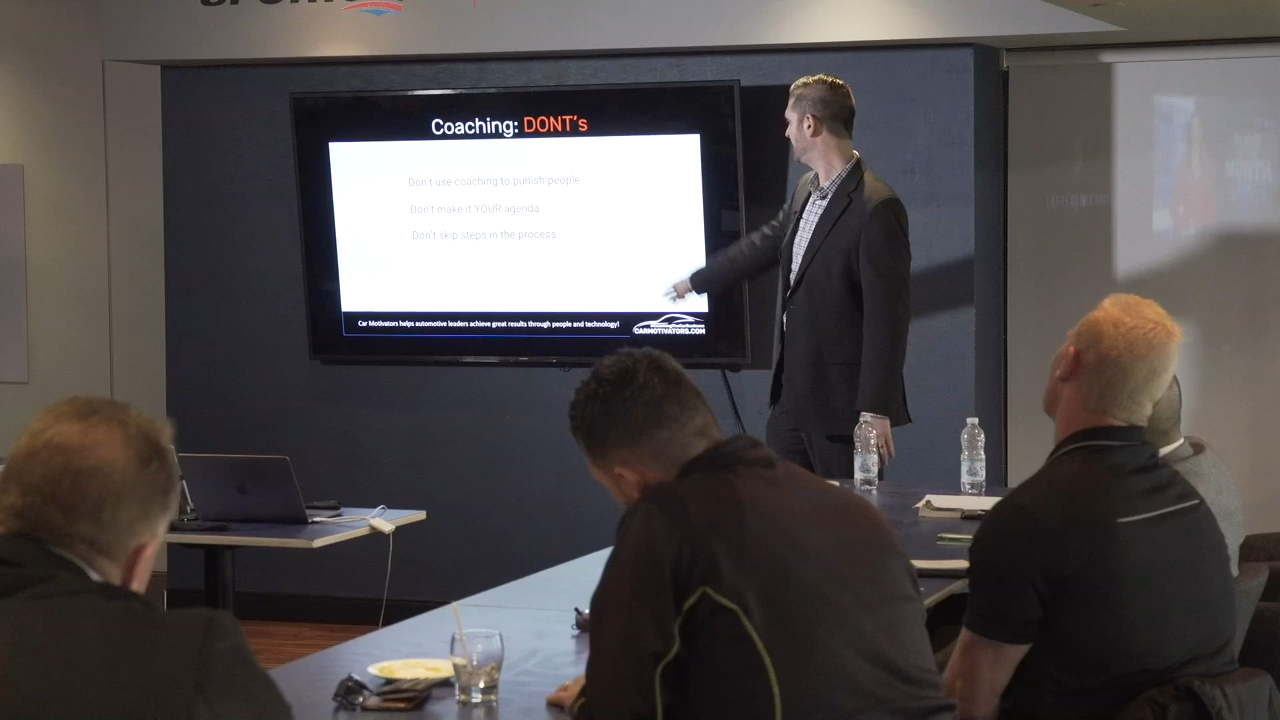 Coaching: DONT's
Don't use coaching to punish people
Don't make it YOUR agenda
Don't skip steps in the process
Car Motivators helps automotive leaders achieve great results through people and technology!
CARMOTIVATORS.COM